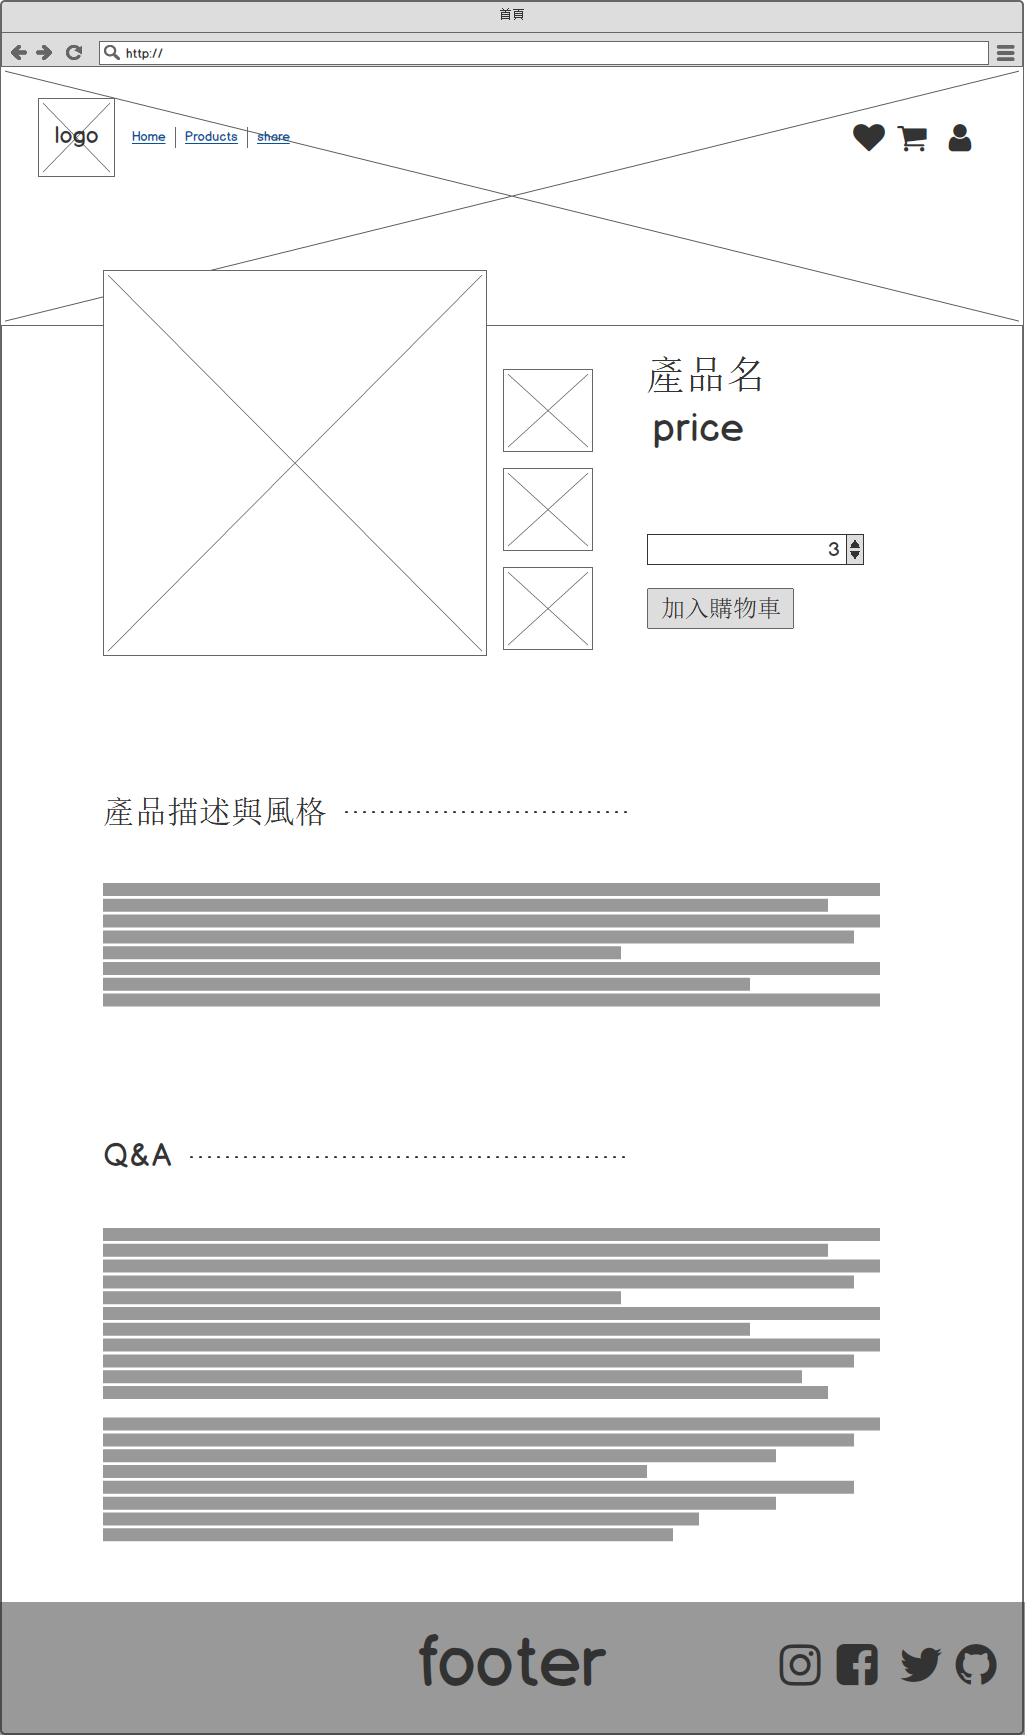 首頁
http://
logo
Home
Products
share
產品名
price
3
加入購物車
產品描述與風格
Q&A
footer